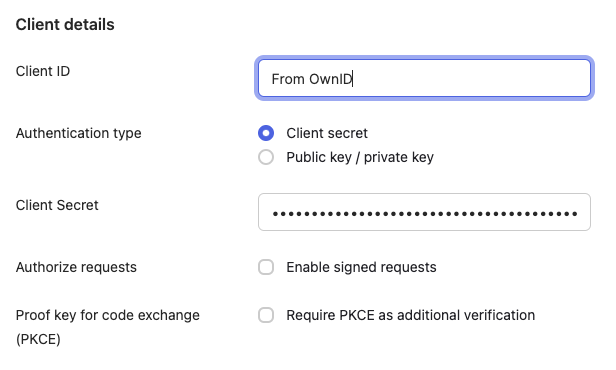 Client details
Client ID
From OwnID
Authentication type
Client secret
Public key / private key
Client Secret
•••••••••••••••••••••••••••••••••••••••
Authorize requests
Enable signed requests
Proof key for code exchange
(PKCE)
Require PKCE as additional verification